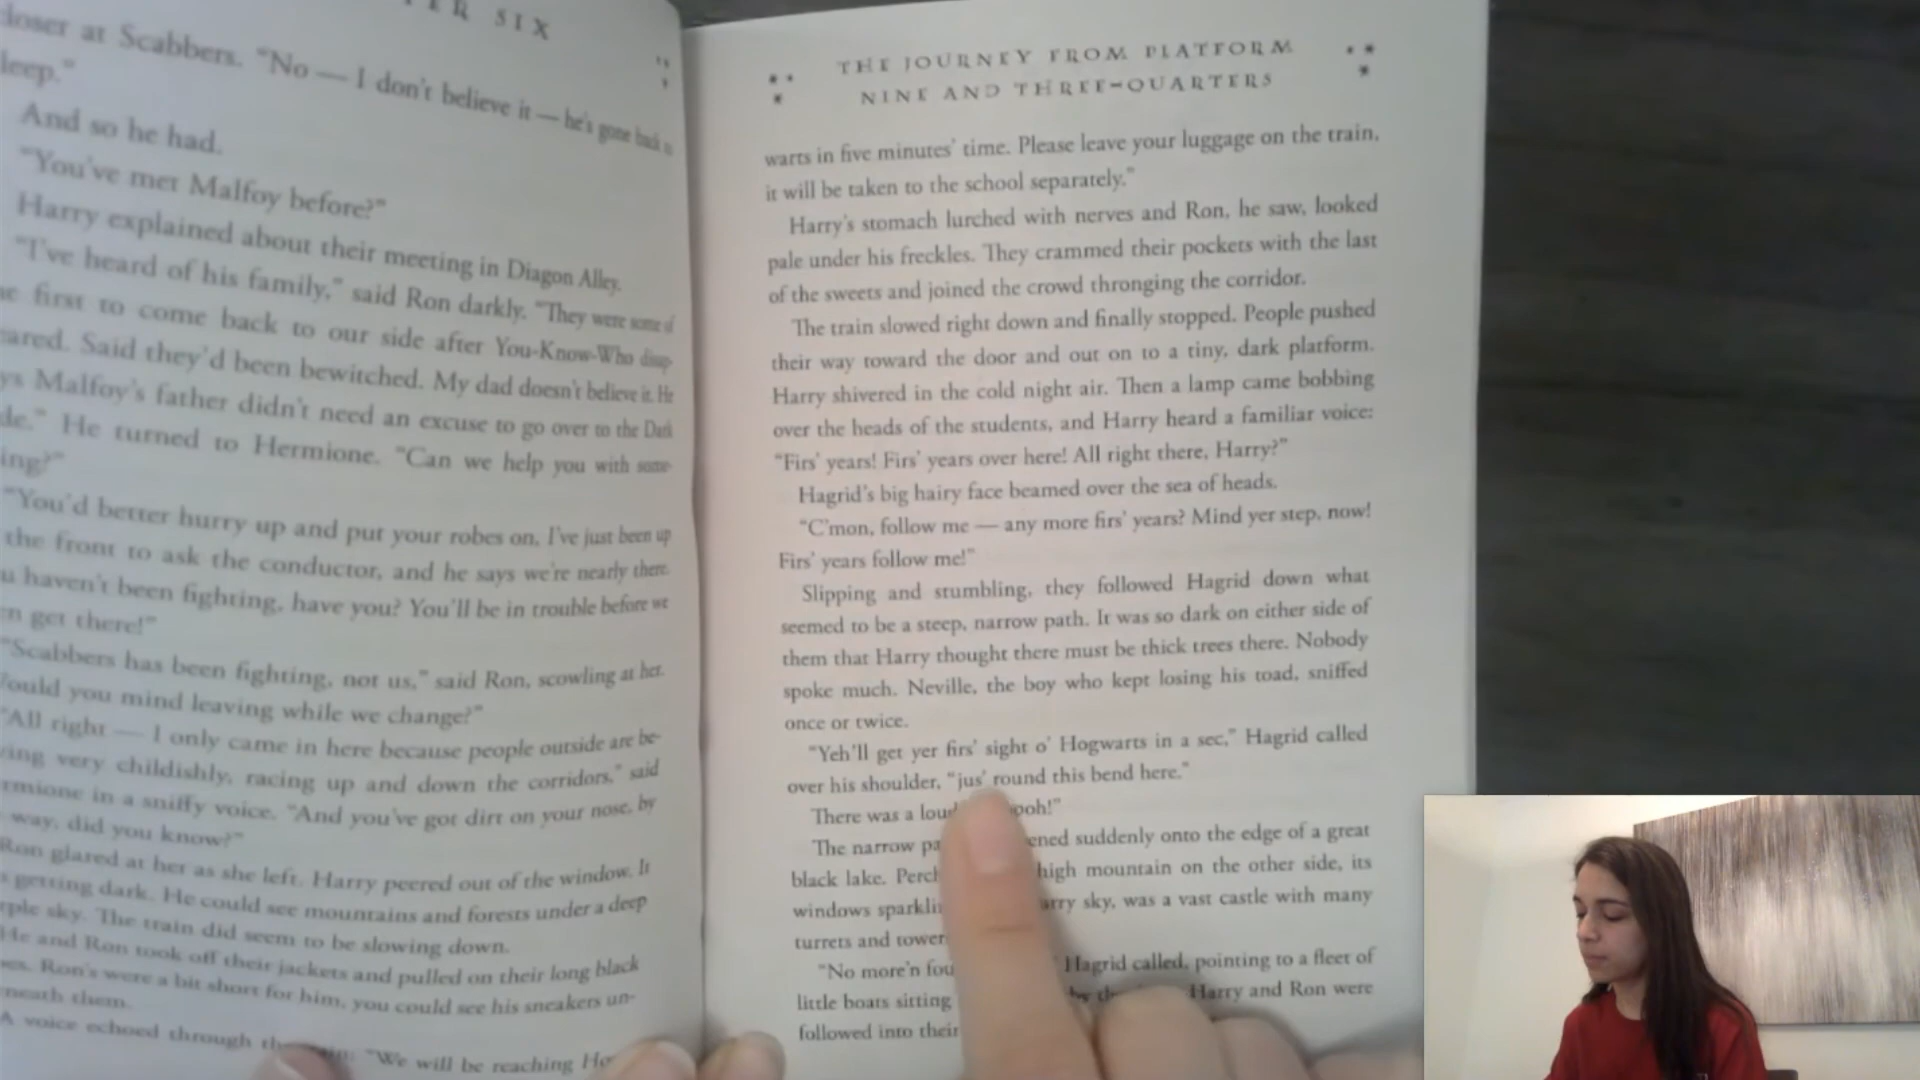 TER SIX
closer at Scabbers. “No — I don’t believe it — he’s gone back to
leep.”
And so he had.
“You’ve met Malfoy before?”
Harry explained about their meeting in Diagon Alley.
“I’ve heard of his family,” said Ron darkly. “They were some of
he first to come back to our side after You-Know-Who disap-
eared. Said they’d been bewitched. My dad doesn’t believe it. He
ys Malfoy’s father didn’t need an excuse to go over to the Dark
de.” He turned to Hermione. “Can we help you with some-
ing?”
“You’d better hurry up and put your robes on, I’ve just been up
the front to ask the conductor, and he says we’re nearly there.
u haven’t been fighting, have you? You’ll be in trouble before we
en get there!”
“Scabbers has been fighting, not us,” said Ron, scowling at her.
ould you mind leaving while we change?”
“All right — I only came in here because people outside are be-
ving very childishly, racing up and down the corridors,” said
rmione in a sniffy voice. “And you’ve got dirt on your nose, by
way, did you know?”
Ron glared at her as she left. Harry peered out of the window. It
s getting dark. He could see mountains and forests under a deep
rple sky. The train did seem to be slowing down.
He and Ron took off their jackets and pulled on their long black
es. Ron’s were a bit short for him, you could see his sneakers un-
neath them.
A voice echoed through the “We will be reaching Ho
THE JOURNEY FROM PLATFORM
NINE AND THREE-QUARTERS
warts in five minutes’ time. Please leave your luggage on the train,
it will be taken to the school separately.”
Harry’s stomach lurched with nerves and Ron, he saw, looked
pale under his freckles. They crammed their pockets with the last
of the sweets and joined the crowd thronging the corridor.
The train slowed right down and finally stopped. People pushed
their way toward the door and out on to a tiny, dark platform.
Harry shivered in the cold night air. Then a lamp came bobbing
over the heads of the students, and Harry heard a familiar voice:
“Firs’ years! Firs’ years over here! All right there, Harry?”
Hagrid’s big hairy face beamed over the sea of heads.
“C’mon, follow me — any more firs’ years? Mind yer step, now!
Firs’ years follow me!”
Slipping and stumbling, they followed Hagrid down what
seemed to be a steep, narrow path. It was so dark on either side of
them that Harry thought there must be thick trees there. Nobody
spoke much. Neville, the boy who kept losing his toad, sniffed
once or twice.
“Yeh’ll get yer firs’ sight o’ Hogwarts in a sec,” Hagrid called
over his shoulder, “jus’ round this bend here.”
There was a loud ooh!”
The narrow pa ened suddenly onto the edge of a great
black lake. Perch high mountain on the other side, its
windows sparklin arry sky, was a vast castle with many
turrets and tower
“No more’n fou Hagrid called, pointing to a fleet of
little boats sitting by the Harry and Ron were
followed into their